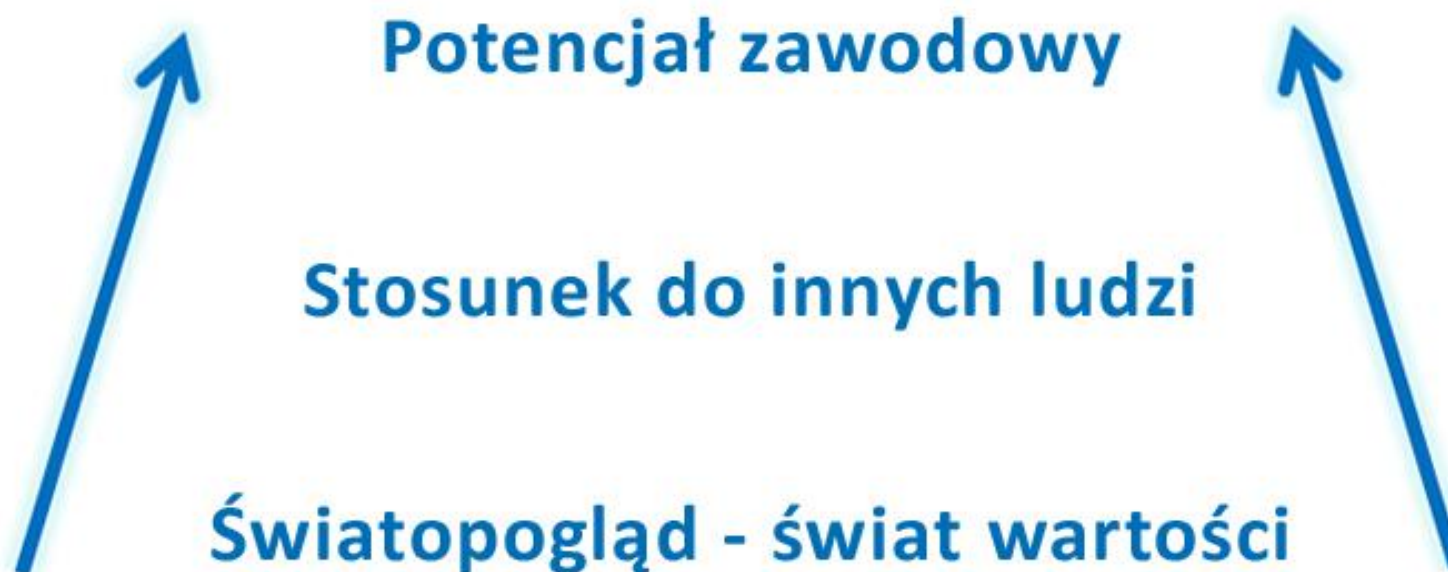 Potencjał zawodowy
Stosunek do innych ludzi
Światopogląd - świat wartości